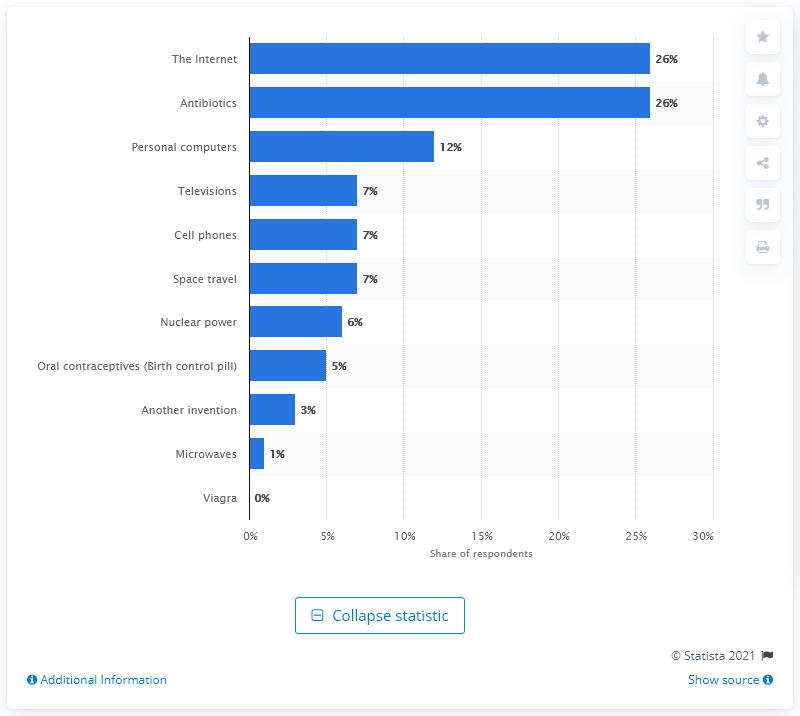 The Internet 26%
Antibiotics 26%
Personal computers 12%
Televisions 7%
Cell phones 7%
Space travel 7%
Nuclear power 6%
Oral contraceptives (Birth control pill) 5%
Another invention 3%
Microwaves 1%
Viagra 0%
0% 5% 10% 15% 20% 25% 30%
Share of respondents
Collapse statistic
© Statista 2021
Additional Information Show source